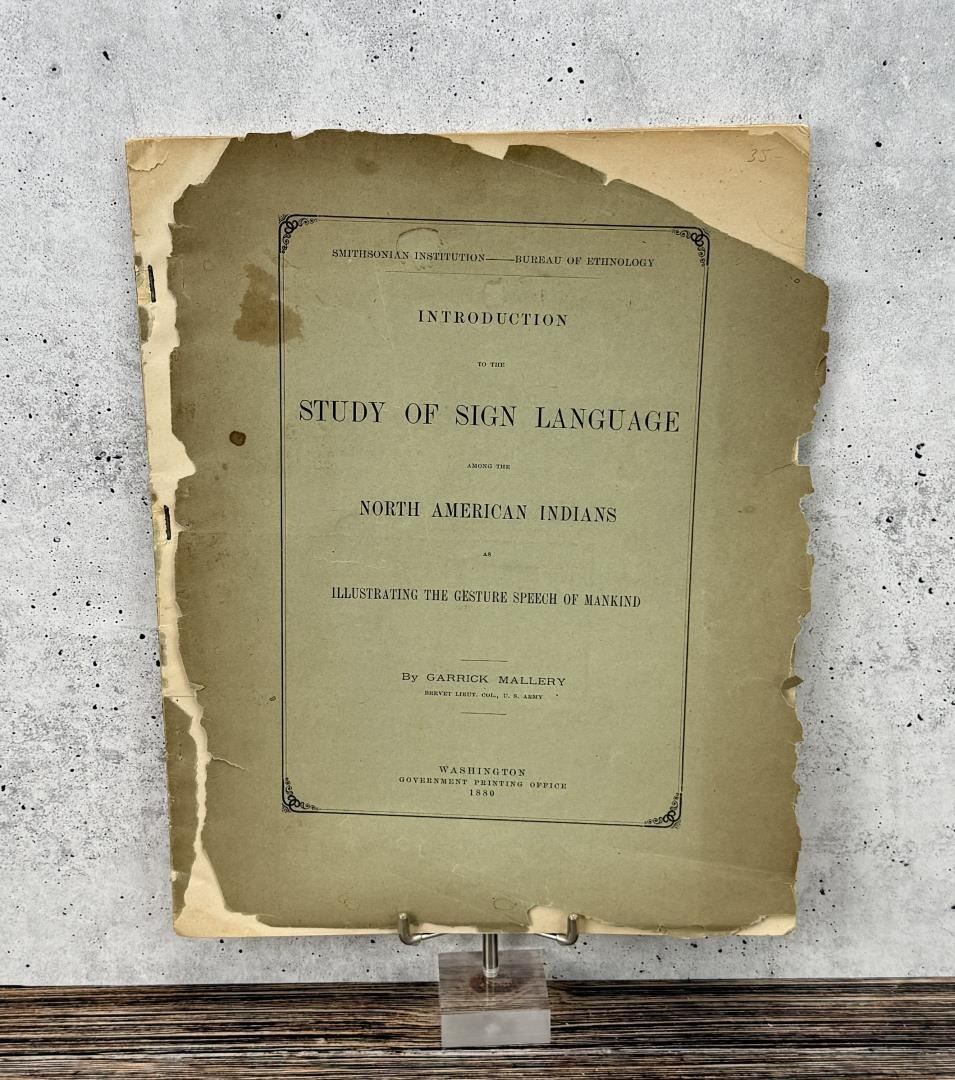 35-
SMITHSONIAN INSTITUTION——BUREAU OF ETHNOLOGY
INTRODUCTION
TO THE
STUDY OF SIGN LANGUAGE
AMONG THE
NORTH AMERICAN INDIANS
AS
ILLUSTRATING THE GESTURE SPEECH OF MANKIND
By GARRICK MALLERY
BREVET LIEUT. COL., U. S. ARMY
WASHINGTON
GOVERNMENT PRINTING OFFICE
1880